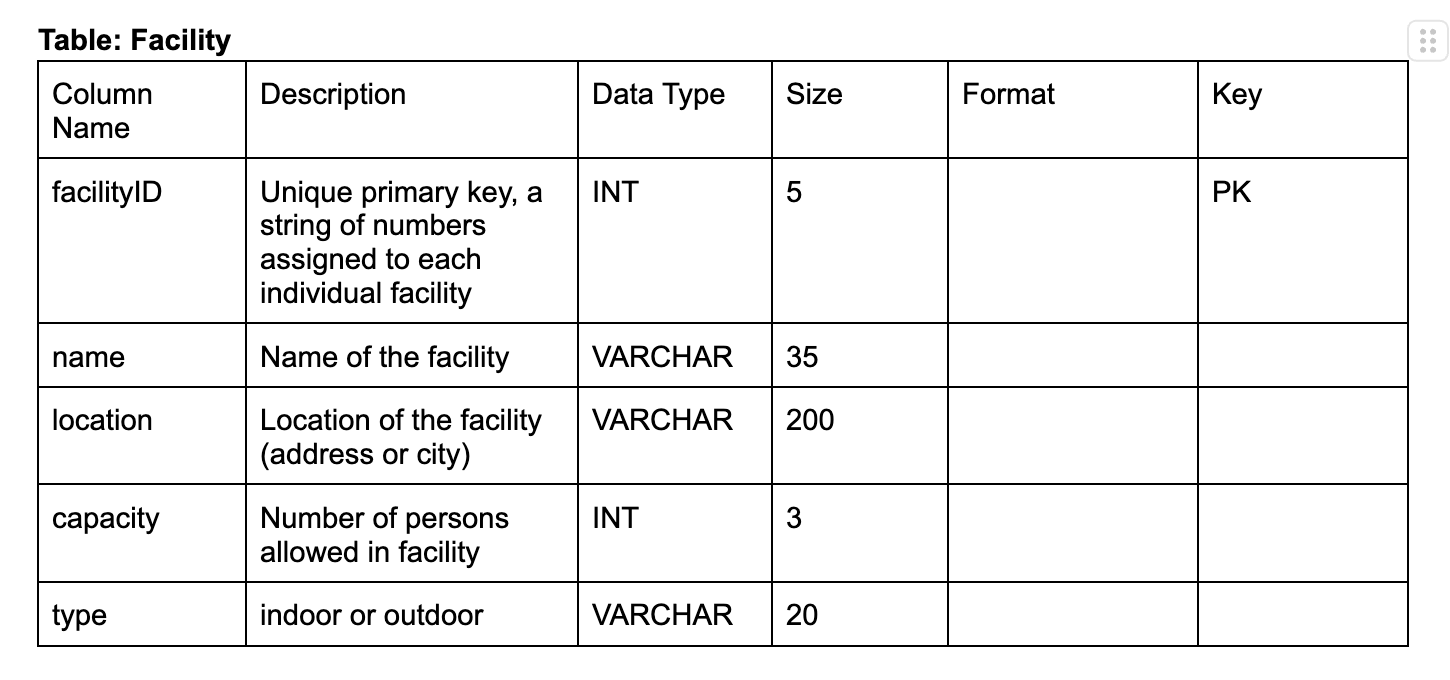 Table: Facility
Column Name Description Data Type Size Format Key
facilityID Unique primary key, a string of numbers assigned to each individual facility INT 5 PK
name Name of the facility VARCHAR 35
location Location of the facility (address or city) VARCHAR 200
capacity Number of persons allowed in facility INT 3
type indoor or outdoor VARCHAR 20